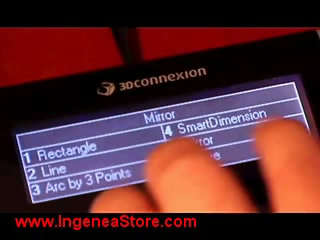 3DCONNEXION
Mirror
1 Rectangle
4 SmartDimension
2 Line
3 Arc by 3 Points
www.IngeneaStore.com